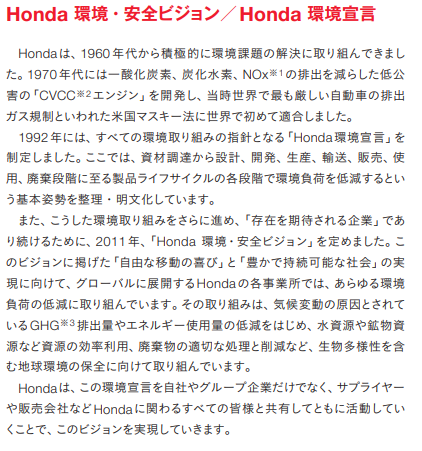 Honda 環境・安全ビジョン／Honda 環境宣言
Hondaは、1960年代から積極的に環境課題の解決に取り組んできまし
た。1970年代には一酸化炭素、炭化水素、NOx※1の排出を減らした低公
害の「CVCC※2エンジン」を開発し、当時世界で最も厳しい自動車の排出
ガス規制といわれた米国マスキー法に世界で初めて適合しました。
1992年には、すべての環境取り組みの指針となる「Honda環境宣言」を
制定しました。ここでは、資材調達から設計、開発、生産、輸送、販売、使
用、廃棄段階に至る製品ライフサイクルの各段階で環境負荷を低減するとい
う基本姿勢を整理・明文化しています。
また、こうした環境取り組みをさらに進め、「存在を期待される企業」であ
り続けるために、2011年、「Honda 環境・安全ビジョン」を定めました。こ
のビジョンに掲げた「自由な移動の喜び」と「豊かで持続可能な社会」の実
現に向けて、グローバルに展開するHondaの各事業所では、あらゆる環境
負荷の低減に取り組んでいます。その取り組みは、気候変動の原因とされて
いるGHG※3排出量やエネルギー使用量の低減をはじめ、水資源や鉱物資
源など資源の効率利用、廃棄物の適切な処理と削減など、生物多様性を含
む地球環境の保全に向けて取り組んでいます。
Hondaは、この環境宣言を自社やグループ企業だけでなく、サプライヤー
や販売会社などHondaに関わるすべての皆様と共有してともに活動してい
くことで、このビジョンを実現していきます。